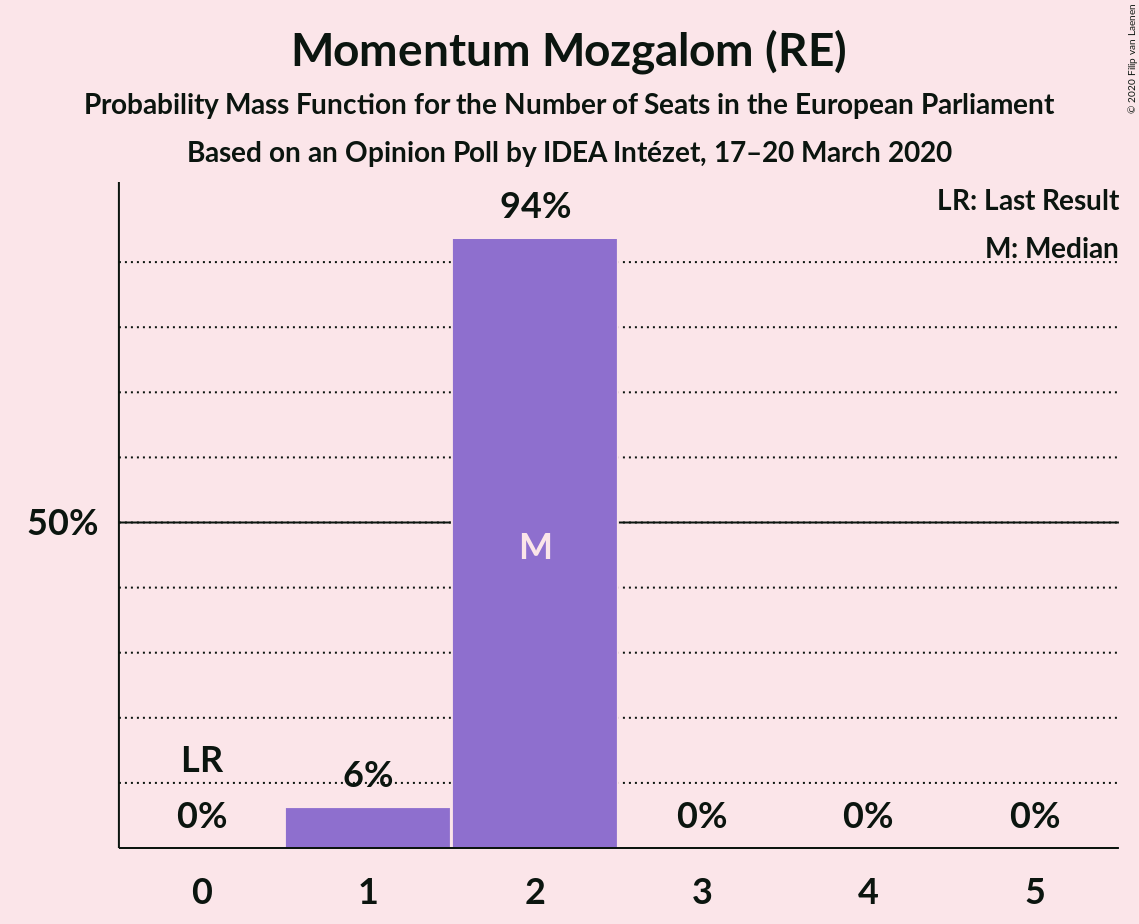 Momentum Mozgalom (RE)
Probability Mass Function for the Number of Seats in the European Parliament
Based on an Opinion Poll by IDEA Intézet, 17–20 March 2020
© 2020 Filip van Laenen
LR: Last Result
M: Median
94%
50%
M
LR
6%
0%
0%
0%
0%
0 1 2 3 4 5